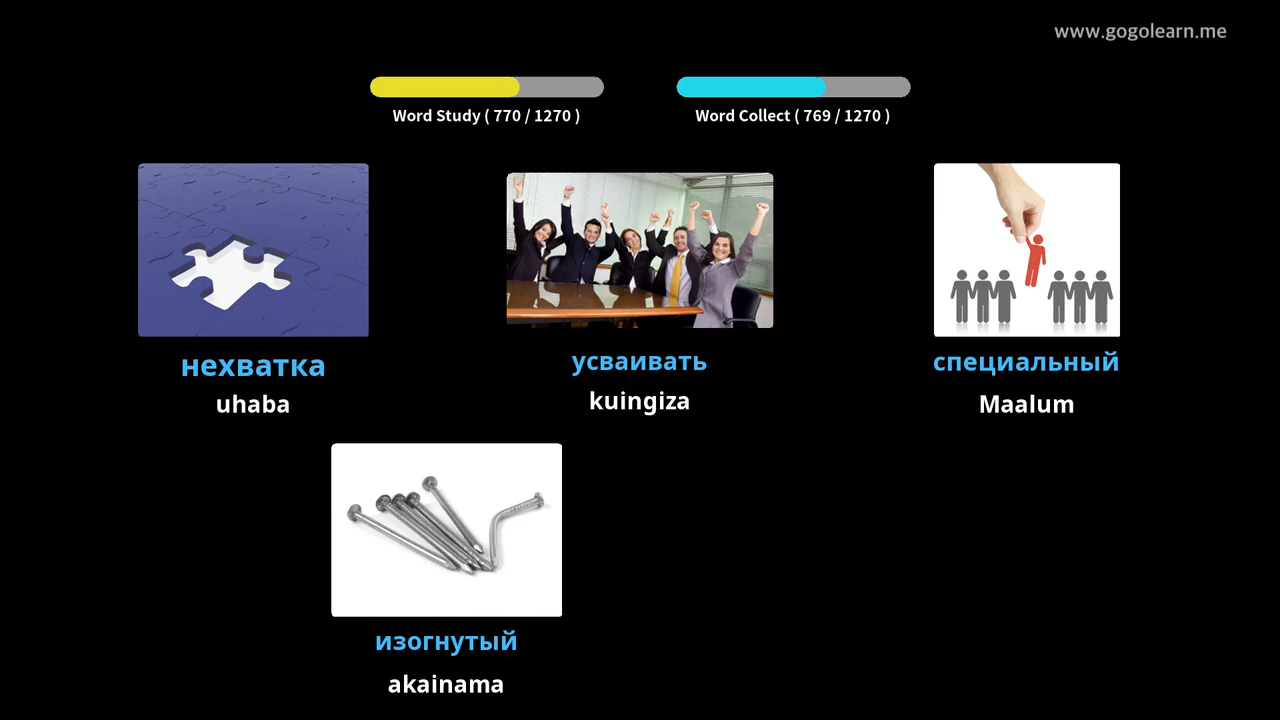 www.gogolearn.me
Word Study ( 770 / 1270 )
Word Collect ( 769 / 1270 )
нехватка
uhaba
усваивать
kuingiza
специальный
Maalum
изогнутый
akainama